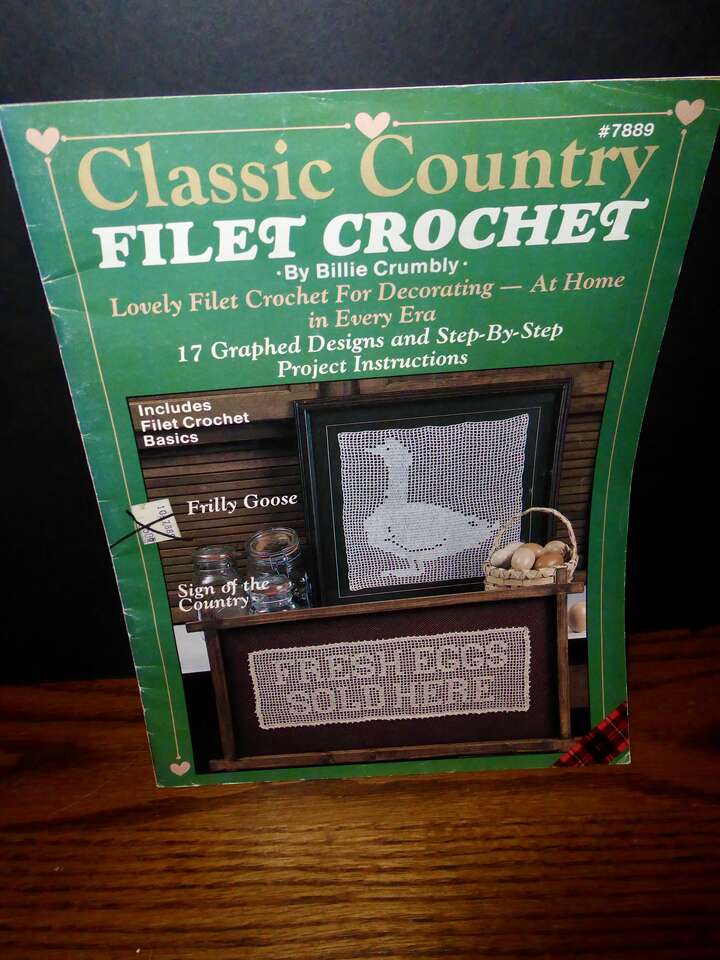 #7889
Classic Country
FILET CROCHET
·By Billie Crumbly·
Lovely Filet Crochet For Decorating — At Home
in Every Era
17 Graphed Designs and Step-By-Step
Project Instructions
Includes
Filet Crochet
Basics
Frilly Goose
Sign of the
Country
FRESH EGGS
SOLD HERE